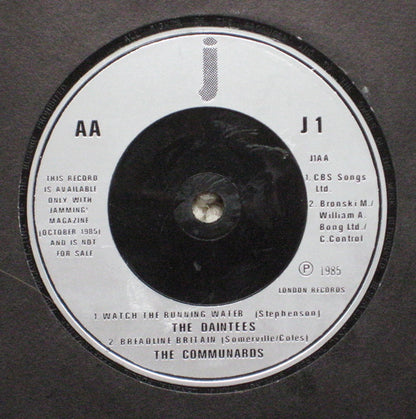 j
AA
J 1
THIS RECORD
IS AVAILABLE
ONLY WITH
JAMMING!
MAGAZINE
(OCTOBER 1985)
AND IS NOT
FOR SALE
J1AA
1. CBS Songs
Ltd.
2. Bronski M./
William A.
Bong Ltd./
C.Control
Ⓟ 1985
LONDON RECORDS
1 WATCH THE RUNNING WATER (Stephenson)
THE DAINTEES
2 BREADLINE BRITAIN (Somerville/Coles)
THE COMMUNARDS